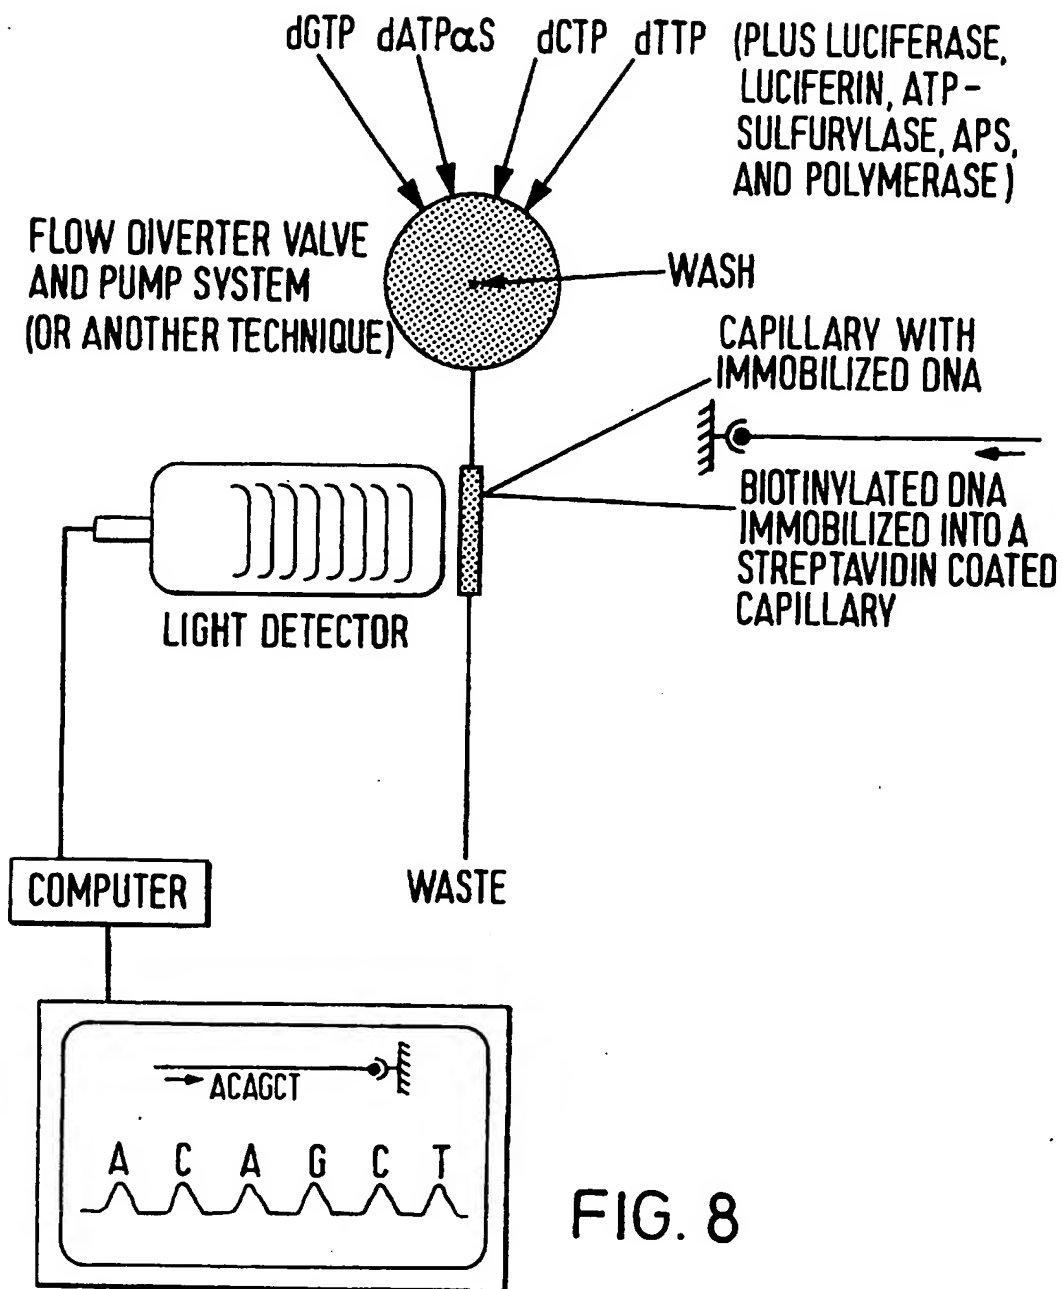 dGTP dATPαS dCTP dTTP (PLUS LUCIFERASE,
LUCIFERIN, ATP-
SULFURYLASE, APS,
AND POLYMERASE)
FLOW DIVERTER VALVE
AND PUMP SYSTEM
(OR ANOTHER TECHNIQUE)
WASH
CAPILLARY WITH
IMMOBILIZED DNA
BIOTINYLATED DNA
IMMOBILIZED INTO A
STREPTAVIDIN COATED
CAPILLARY
LIGHT DETECTOR
COMPUTER
WASTE
ACAGCT
A C A G C T
FIG. 8